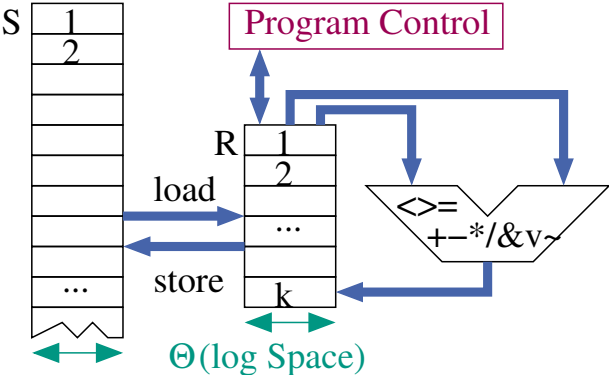 S
1
2
...
Program Control
R
1
2
...
k
load
store
<>=
+−*/&v~
Θ(log Space)